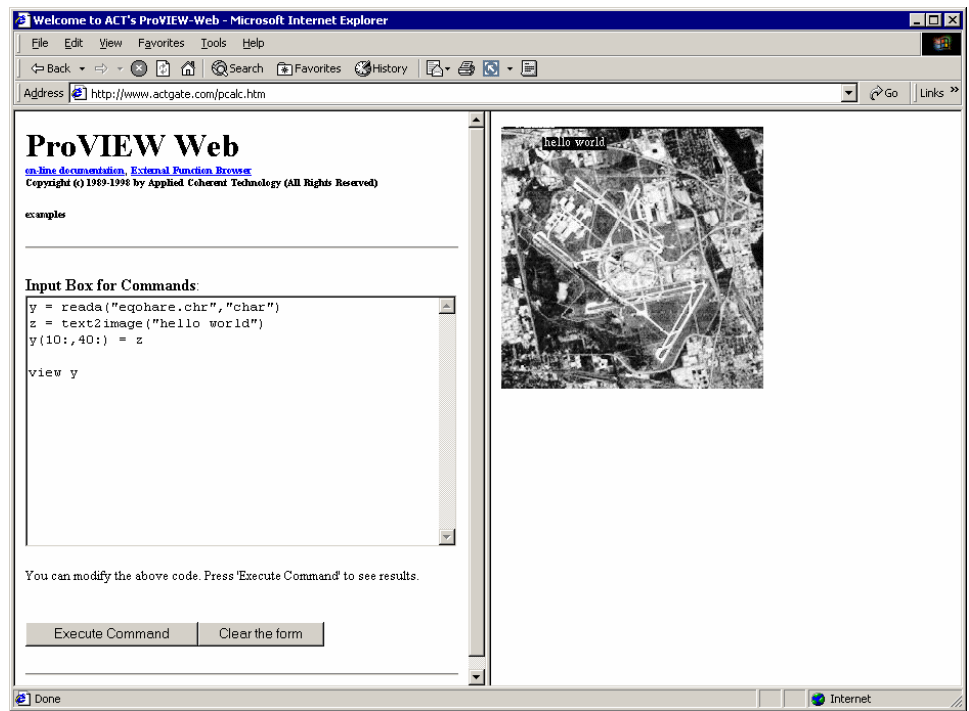 Welcome to ACT's ProVIEW-Web - Microsoft Internet Explorer
File Edit View Favorites Tools Help
Back Search Favorites History
Address http://www.actgate.com/pcalc.htm Go Links »
ProVIEW Web
on-line documentation, External Function Browser
Copyright (c) 1989-1998 by Applied Coherent Technology (All Rights Reserved)
examples
Input Box for Commands:
y = reada("eqohare.chr","char")
z = text2image("hello world")
y(10:,40:) = z
view y
You can modify the above code. Press 'Execute Command' to see results.
Execute Command Clear the form
hello world
Done Internet